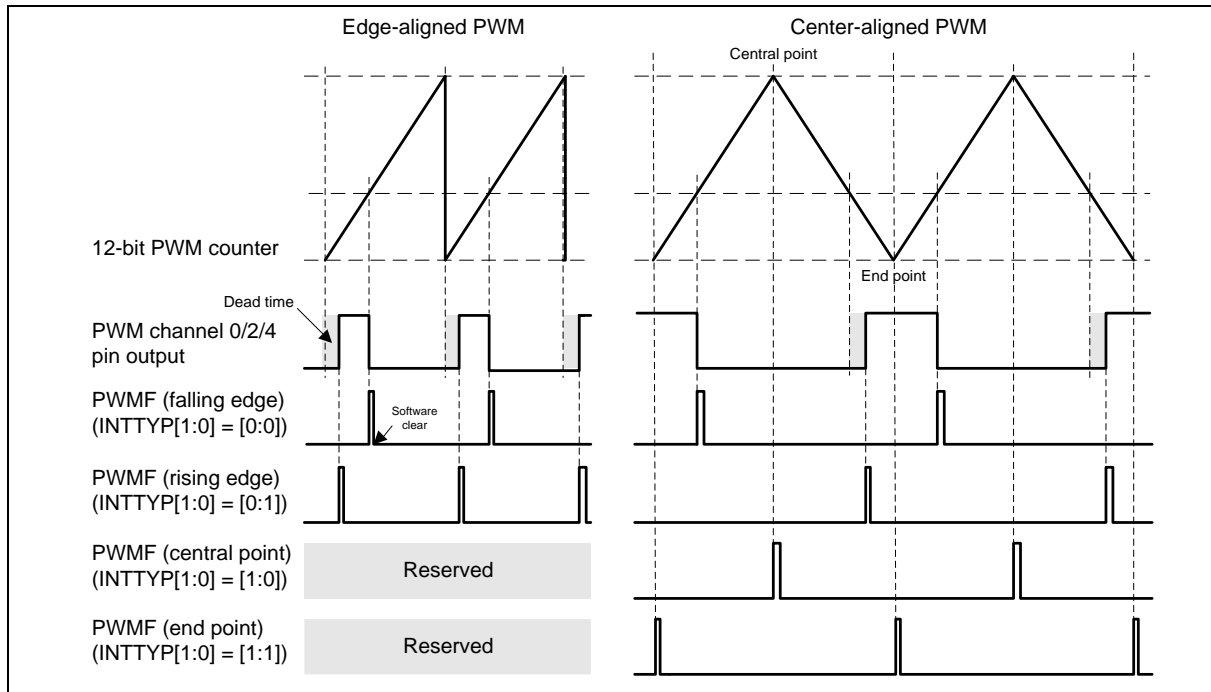 Edge-aligned PWM
Center-aligned PWM
Central point
12-bit PWM counter
End point
Dead time
PWM channel 0/2/4
pin output
PWMF (falling edge)
(INTTYP[1:0] = [0:0])
Software
clear
PWMF (rising edge)
(INTTYP[1:0] = [0:1])
PWMF (central point)
(INTTYP[1:0] = [1:0])
Reserved
PWMF (end point)
(INTTYP[1:0] = [1:1])
Reserved